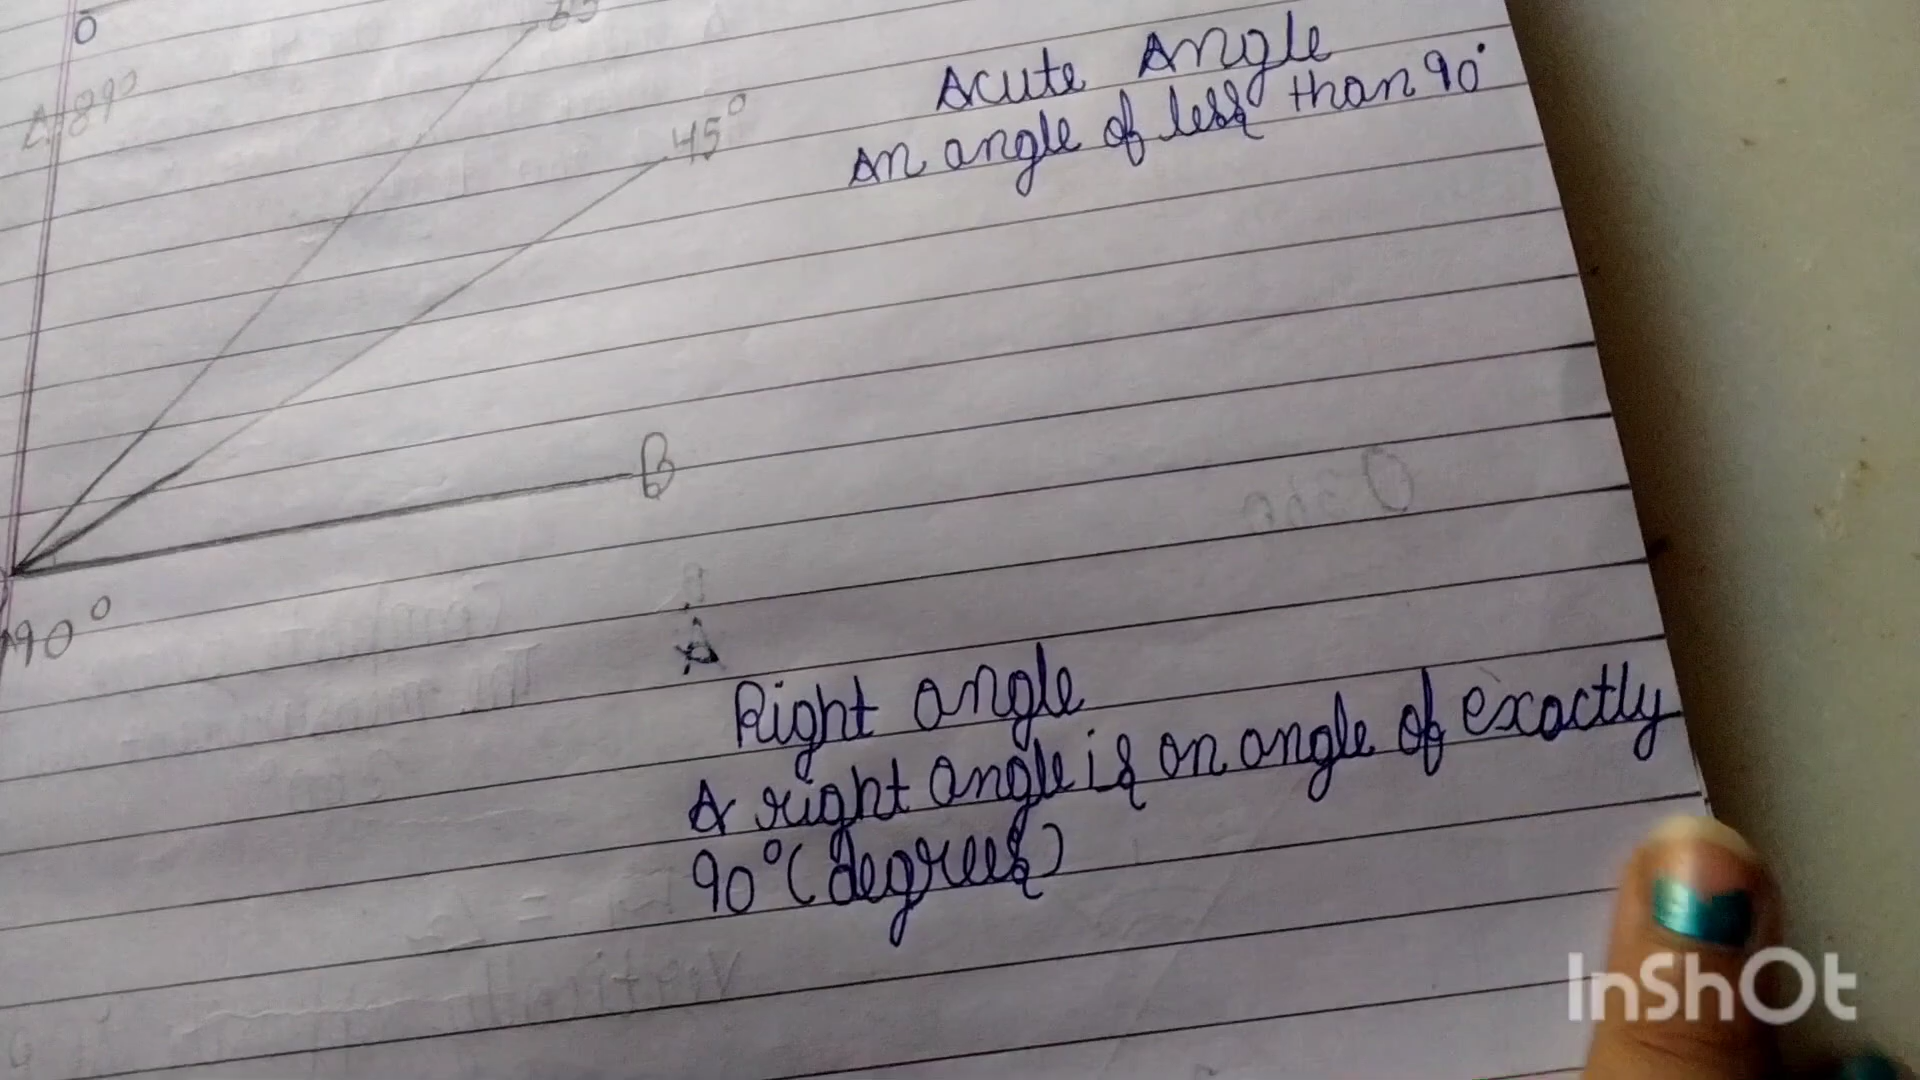 0
89°
45°
Acute Angle
An angle of less than 90°
B
90°
A
Right angle
A right angle is an angle of exactly
90° (degrees)
InShOt